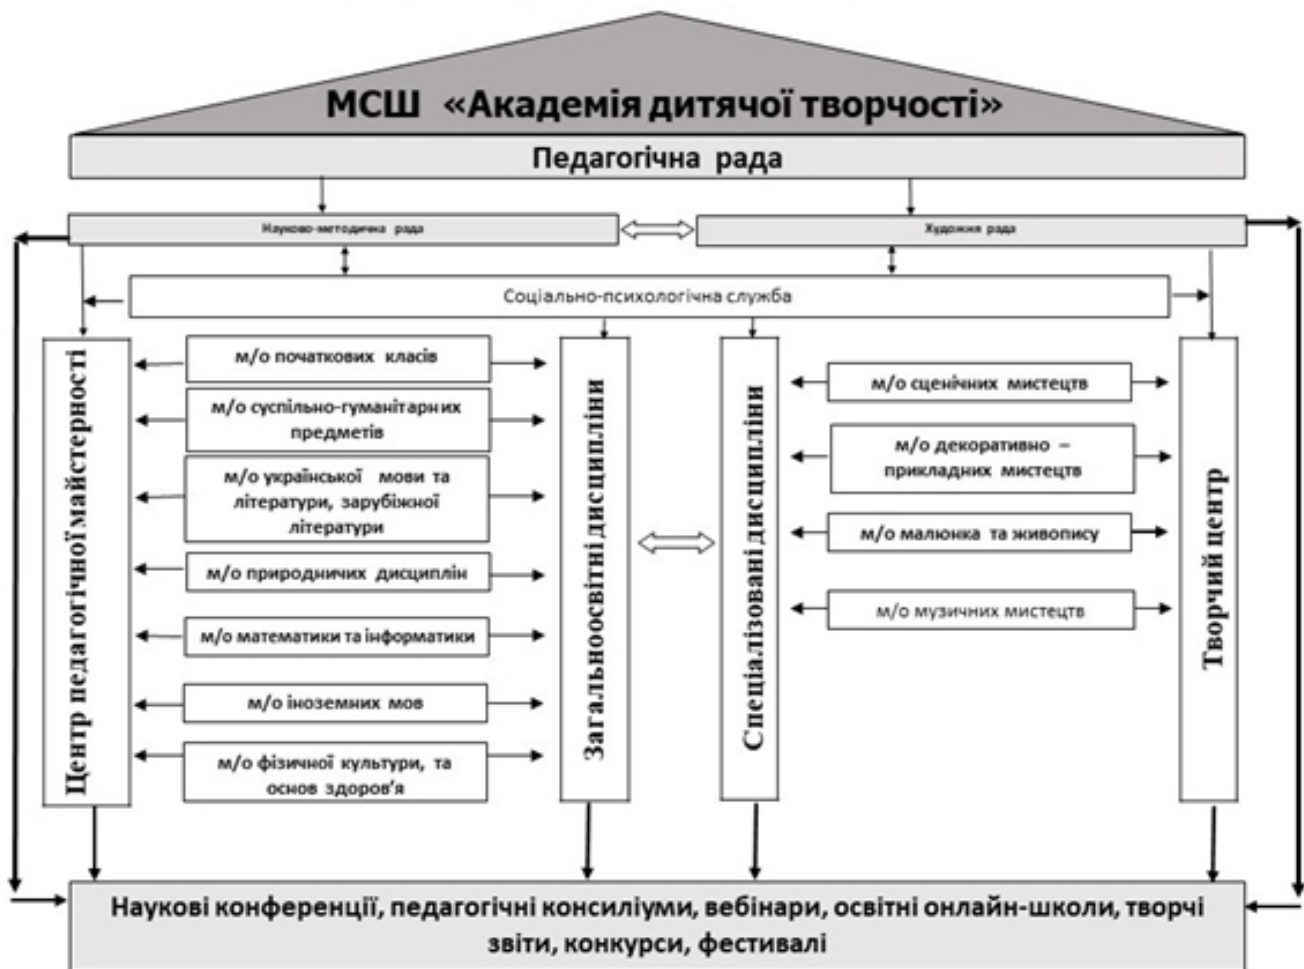 МСШ «Академія дитячої творчості»
Педагогічна рада
Науково-методична рада
Художня рада
Соціально-психологічна служба
Центр педагогічної майстерності
м/о початкових класів
м/о суспільно-гуманітарних
предметів
м/о української мови та
літератури, зарубіжної
літератури
м/о природничих дисциплін
м/о математики та інформатики
м/о іноземних мов
м/о фізичної культури, та
основ здоров'я
Загальноосвітні дисципліни
Спеціалізовані дисципліни
м/о сценічних мистецтв
м/о декоративно –
прикладних мистецтв
м/о малюнка та живопису
м/о музичних мистецтв
Творчий центр
Наукові конференції, педагогічні консиліуми, вебінари, освітні онлайн-школи, творчі
звіти, конкурси, фестивалі